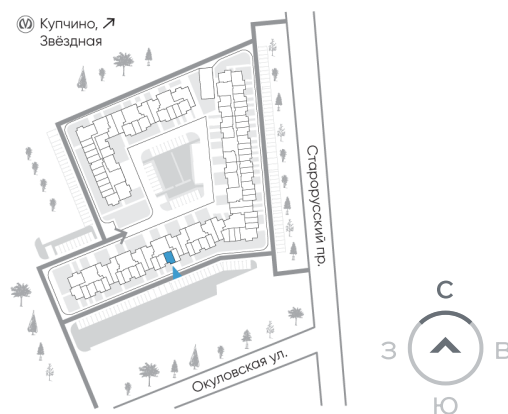 Купчино, ↗
Звёздная
Старорусский пр.
Окуловская ул.
С
З
В
Ю